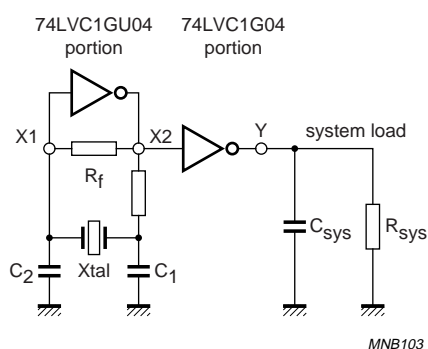 74LVC1GU04 74LVC1G04
portion portion
X1 X2 Y system load
Rf
Csys Rsys
C2 Xtal C1
MNB103